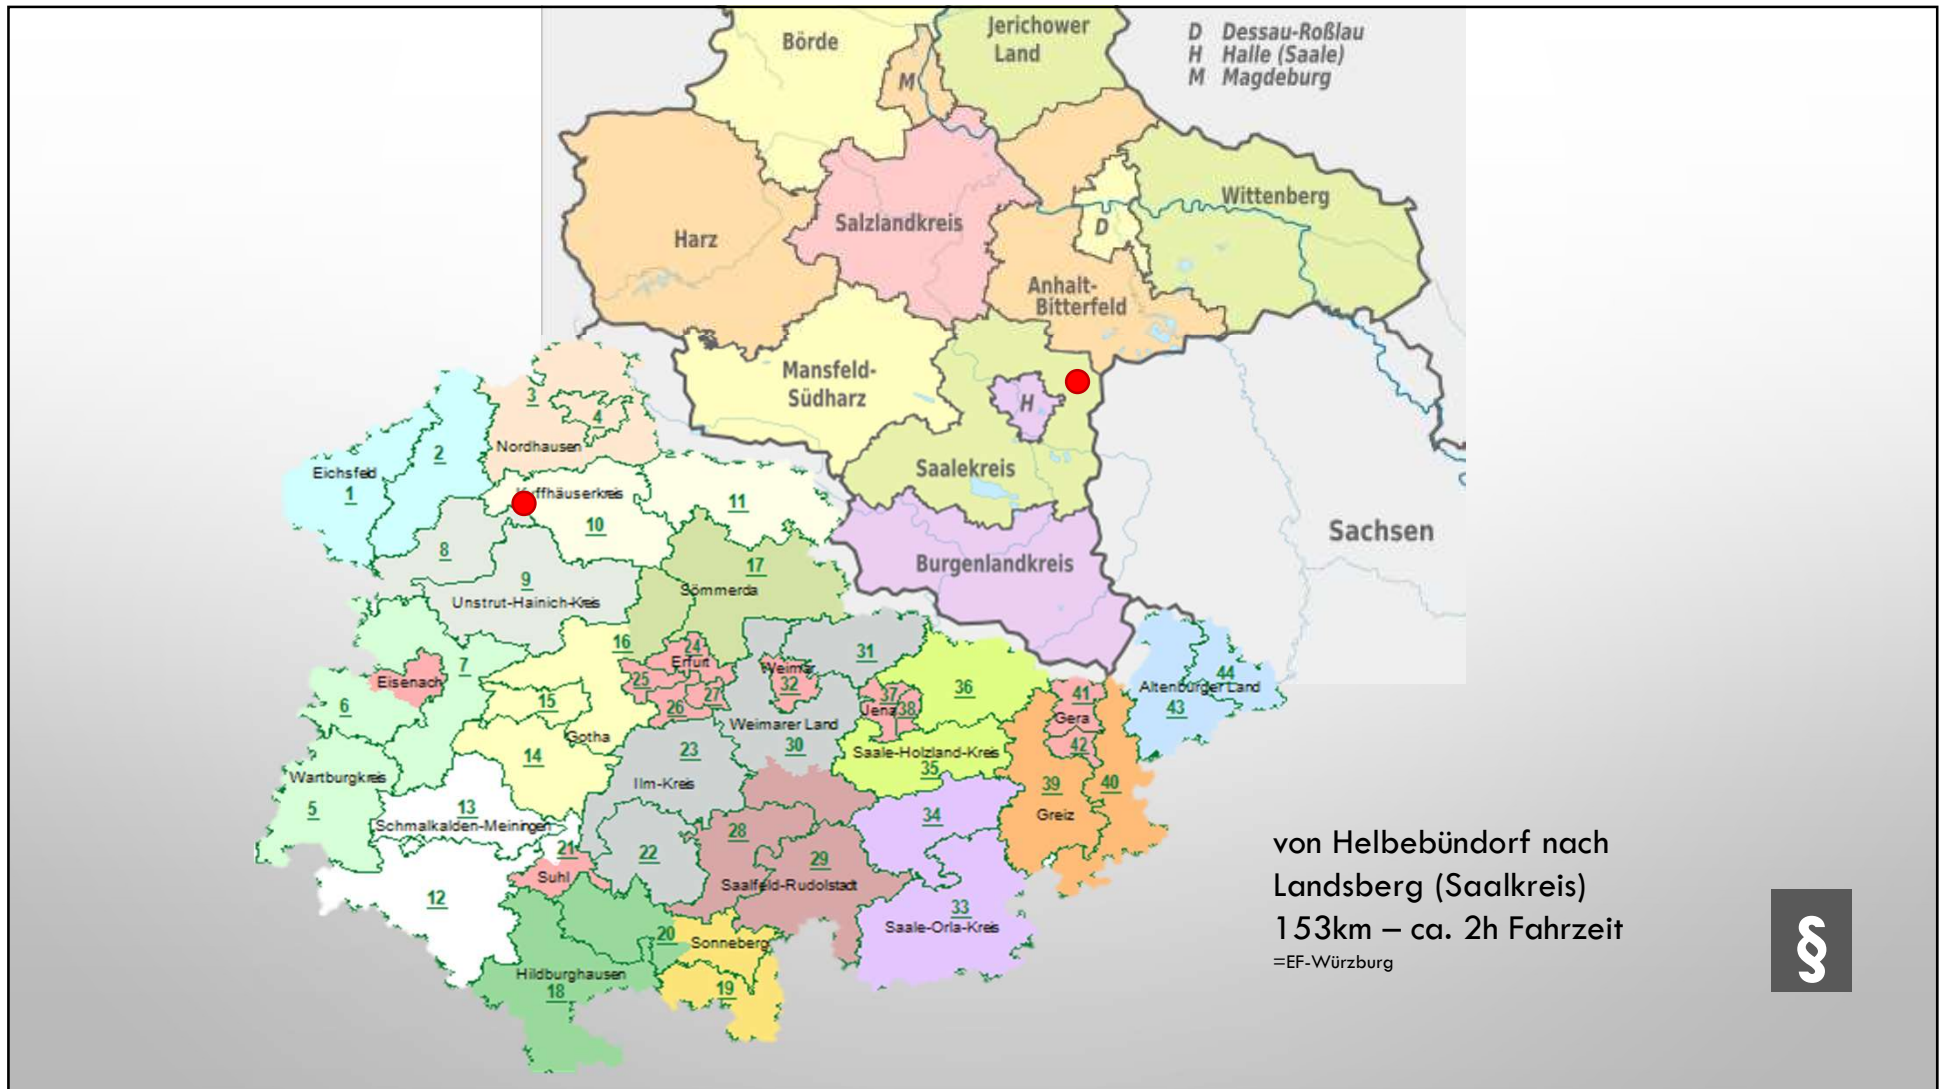 Börde
Jerichower
Land
M
D Dessau-Roßlau
H Halle (Saale)
M Magdeburg
Harz
Salzlandkreis
Wittenberg
D
Anhalt-
Bitterfeld
Mansfeld-
Südharz
H
Saalekreis
Burgenlandkreis
Sachsen
3
4
Nordhausen
2
Eichsfeld
1
10
11
8
9
Unstrut-Hainich-Kreis
17
Sömmerda
16
24
Erfurt
25
26
27
7
Eisenach
6
15
Gotha
14
Wartburgkreis
5
13
Schmalkalden-Meiningen
12
21
Suhl
31
Weimar
32
Weimarer Land
30
23
Ilm-Kreis
22
37
Jena
38
36
Saale-Holzland-Kreis
35
41
Gera
42
39
40
Greiz
44
Altenburger Land
43
28
29
Saalfeld-Rudolstadt
34
33
Saale-Orla-Kreis
20
Sonneberg
19
Hildburghausen
18
von Helbebündorf nach
Landsberg (Saalkreis)
153km – ca. 2h Fahrzeit
=EF-Würzburg
§